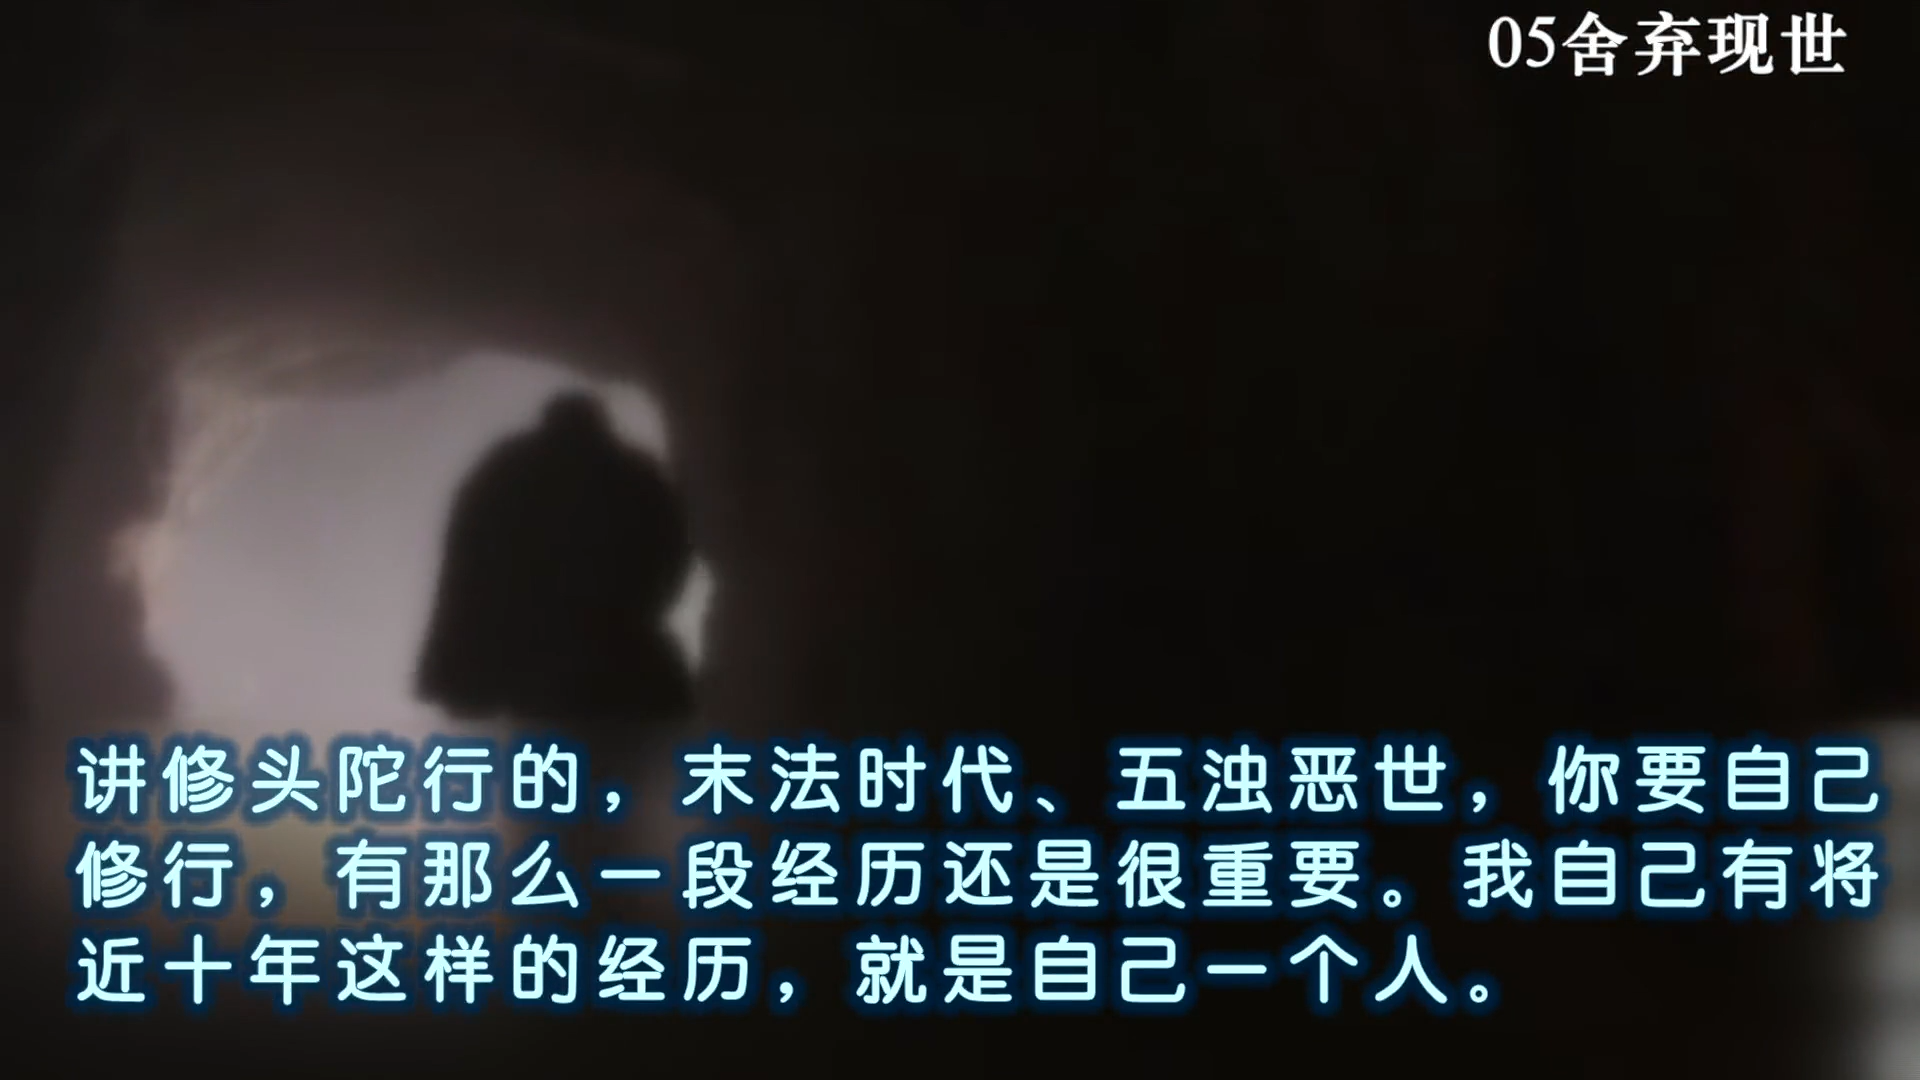 05舍弃现世
讲修头陀行的，末法时代、五浊恶世，你要自己
修行，有那么一段经历还是很重要。我自己有将
近十年这样的经历，就是自己一个人。